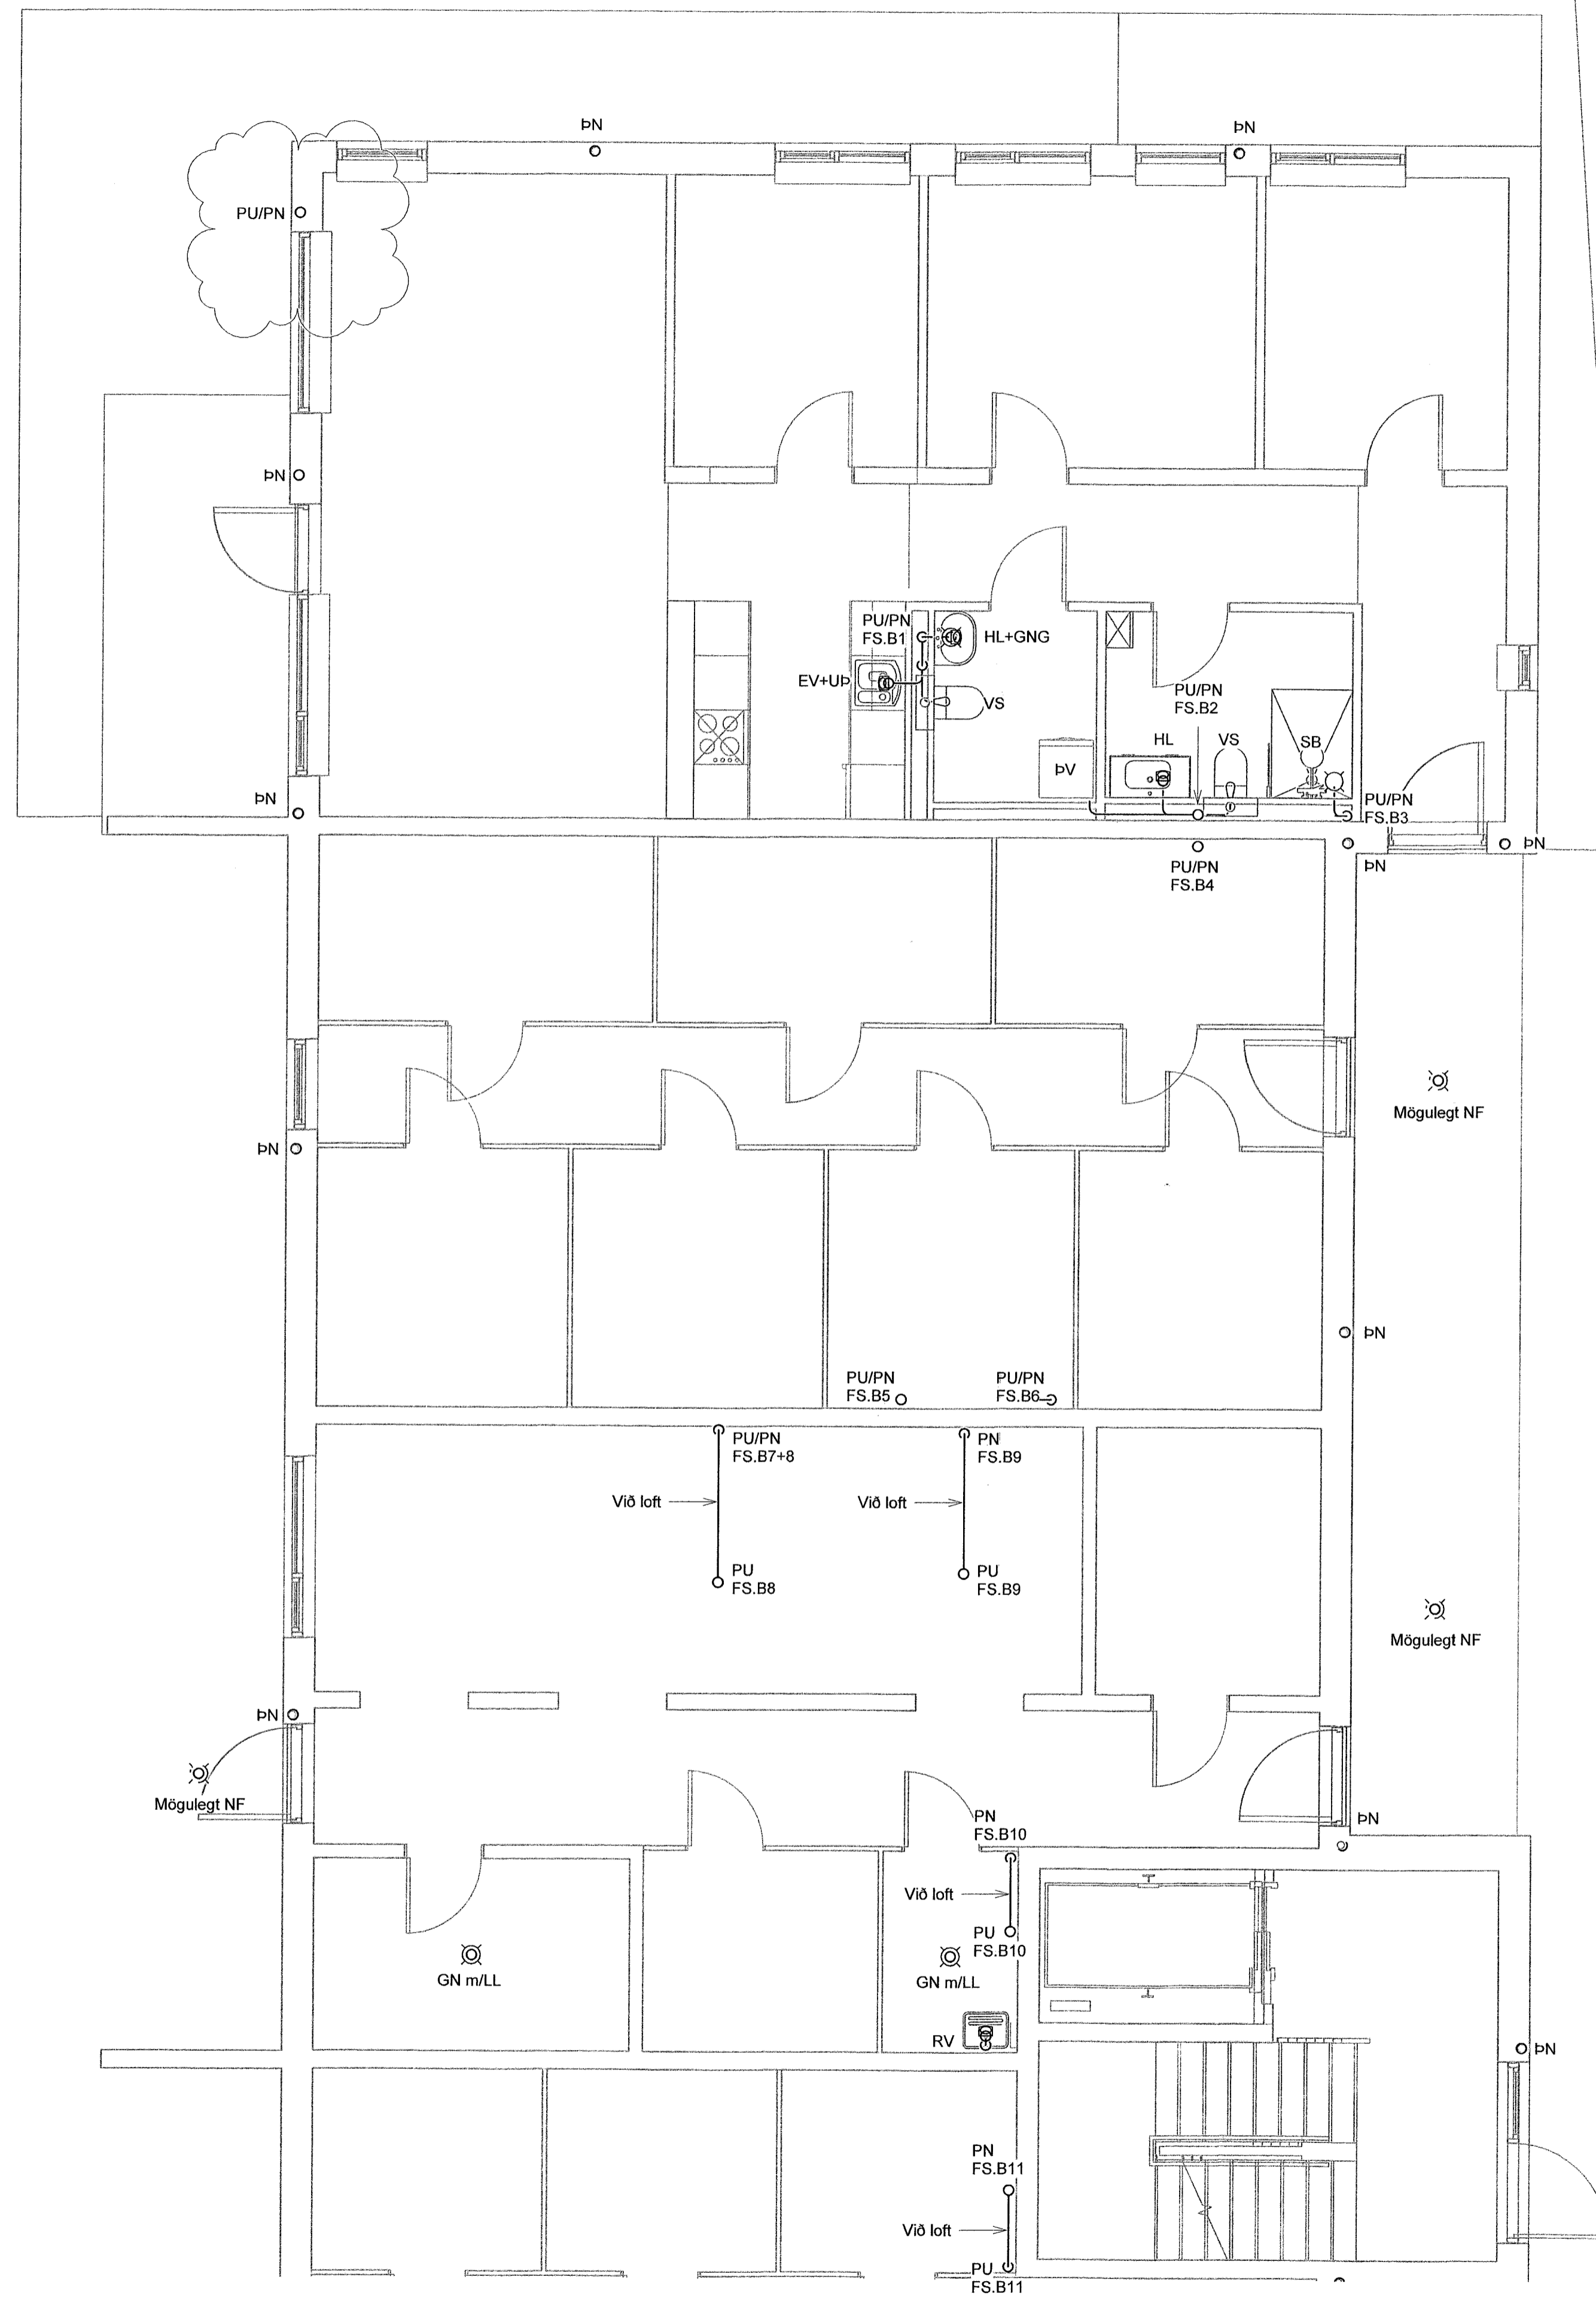 ÞN
ÞN
PU/PN
ÞN
PU/PN
FS.B1
HL+GNG
EV+UÞ
VS
PU/PN
FS.B2
HL
VS
SB
ÞV
ÞN
PU/PN
FS.B3
ÞN
ÞN
PU/PN
FS.B4
Mögulegt NF
ÞN
ÞN
PU/PN
FS.B5
PU/PN
FS.B6
PU/PN
FS.B7+8
PN
FS.B9
Við loft
Við loft
PU
FS.B8
PU
FS.B9
Mögulegt NF
ÞN
Mögulegt NF
ÞN
PN
FS.B10
Við loft
PU
FS.B10
GN m/LL
GN m/LL
RV
ÞN
PN
FS.B11
Við loft
PU
FS.B11